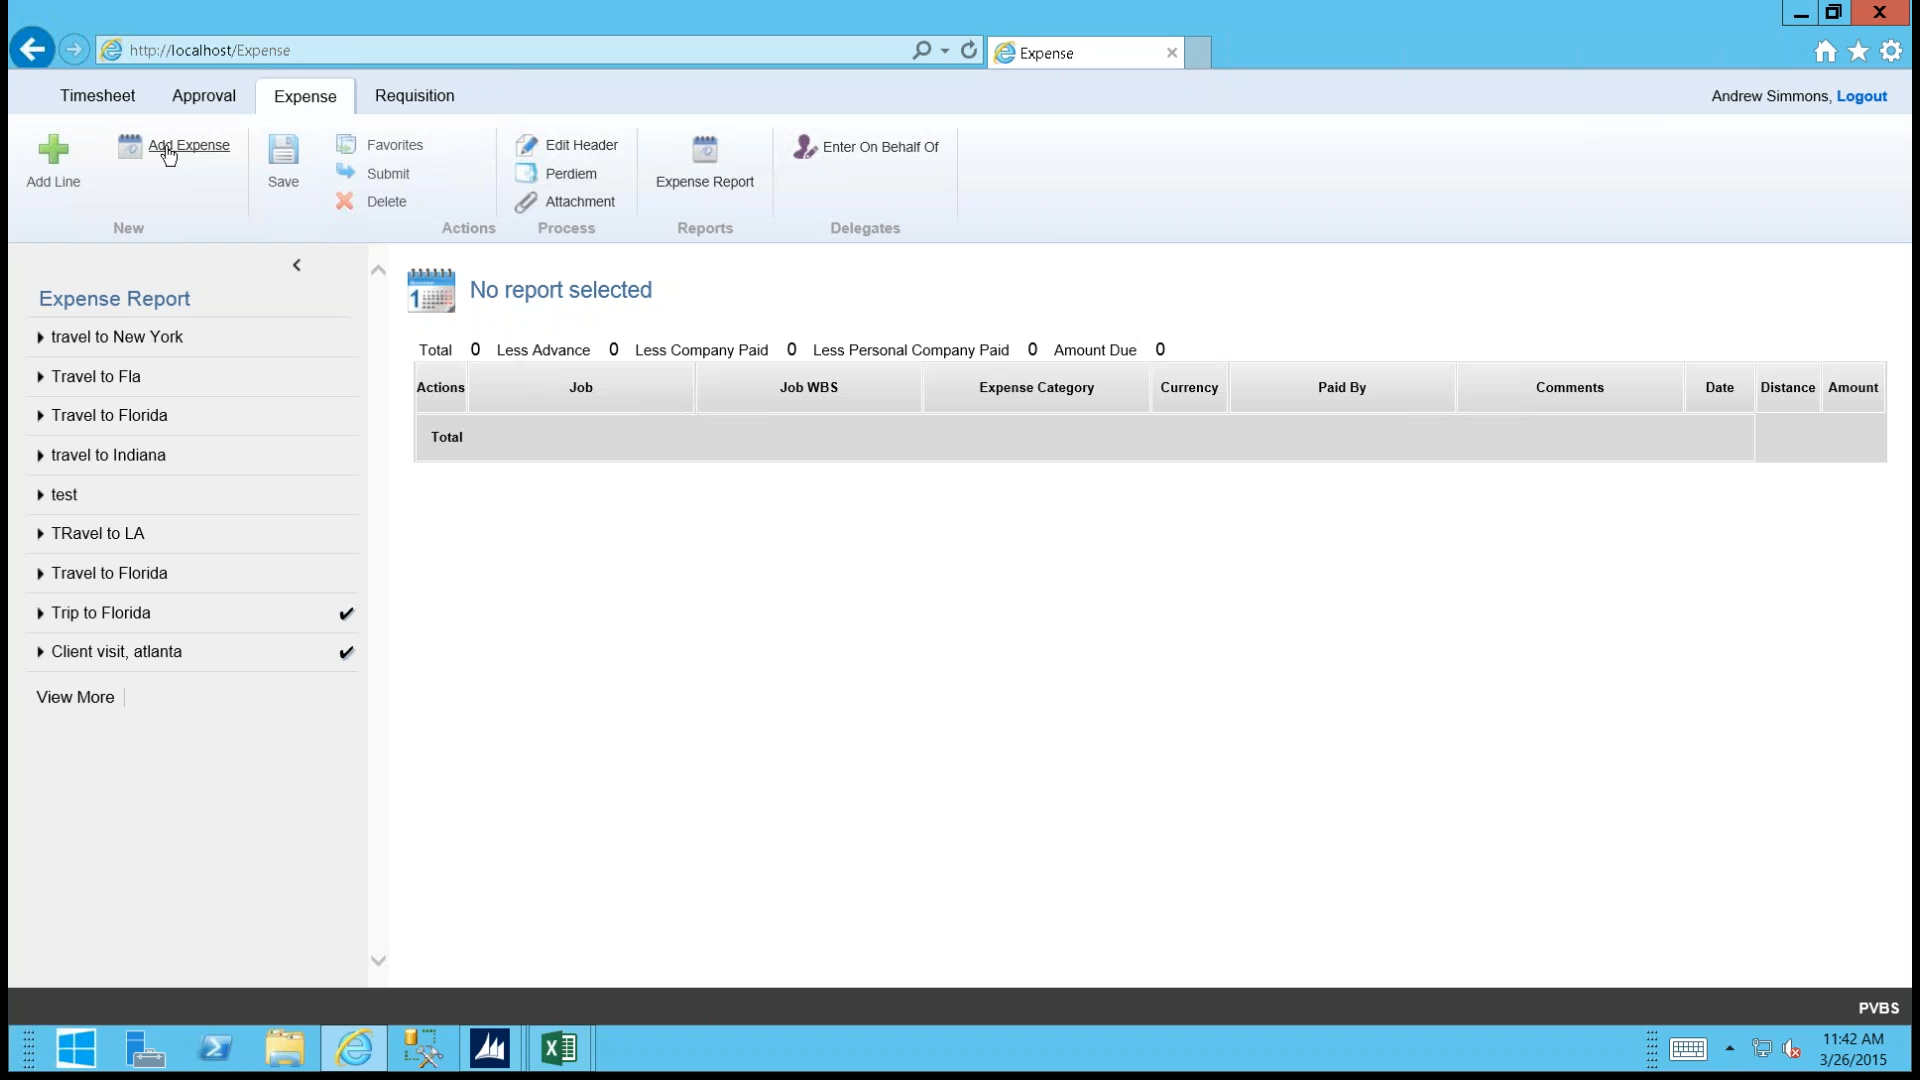 http://localhost/Expense
Expense
Timesheet Approval Expense Requisition
Andrew Simmons, Logout
Add Line
Add Expense
New
Save
Favorites
Submit
Delete
Actions
Edit Header
Perdiem
Attachment
Process
Expense Report
Reports
Enter On Behalf Of
Delegates
Expense Report
travel to New York
Travel to Fla
Travel to Florida
travel to Indiana
test
TRavel to LA
Travel to Florida
Trip to Florida
Client visit, atlanta
View More
No report selected
Total 0 Less Advance 0 Less Company Paid 0 Less Personal Company Paid 0 Amount Due 0
Actions Job Job WBS Expense Category Currency Paid By Comments Date Distance Amount
Total
PVBS
11:42 AM
3/26/2015